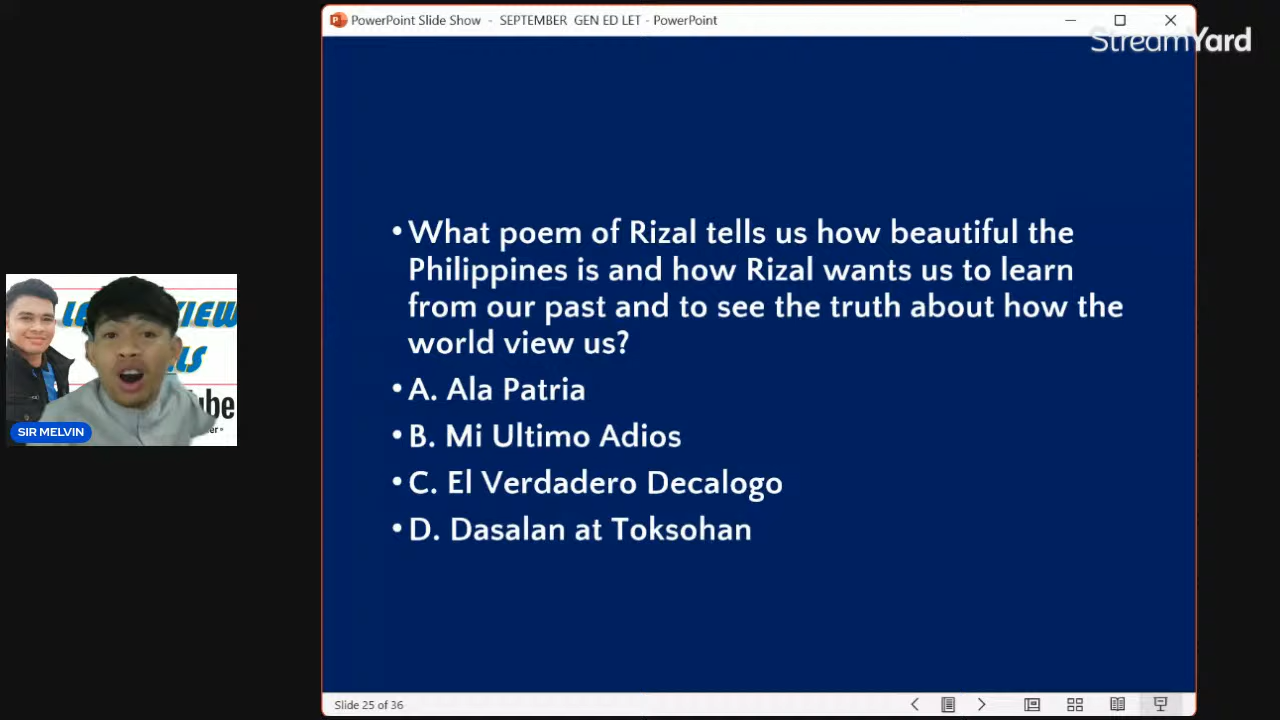 PowerPoint Slide Show - SEPTEMBER GEN ED LET - PowerPoint
StreamYard
• What poem of Rizal tells us how beautiful the
Philippines is and how Rizal wants us to learn
from our past and to see the truth about how the
world view us?
• A. Ala Patria
• B. Mi Ultimo Adios
• C. El Verdadero Decalogo
• D. Dasalan at Toksohan
SIR MELVIN
Slide 25 of 36